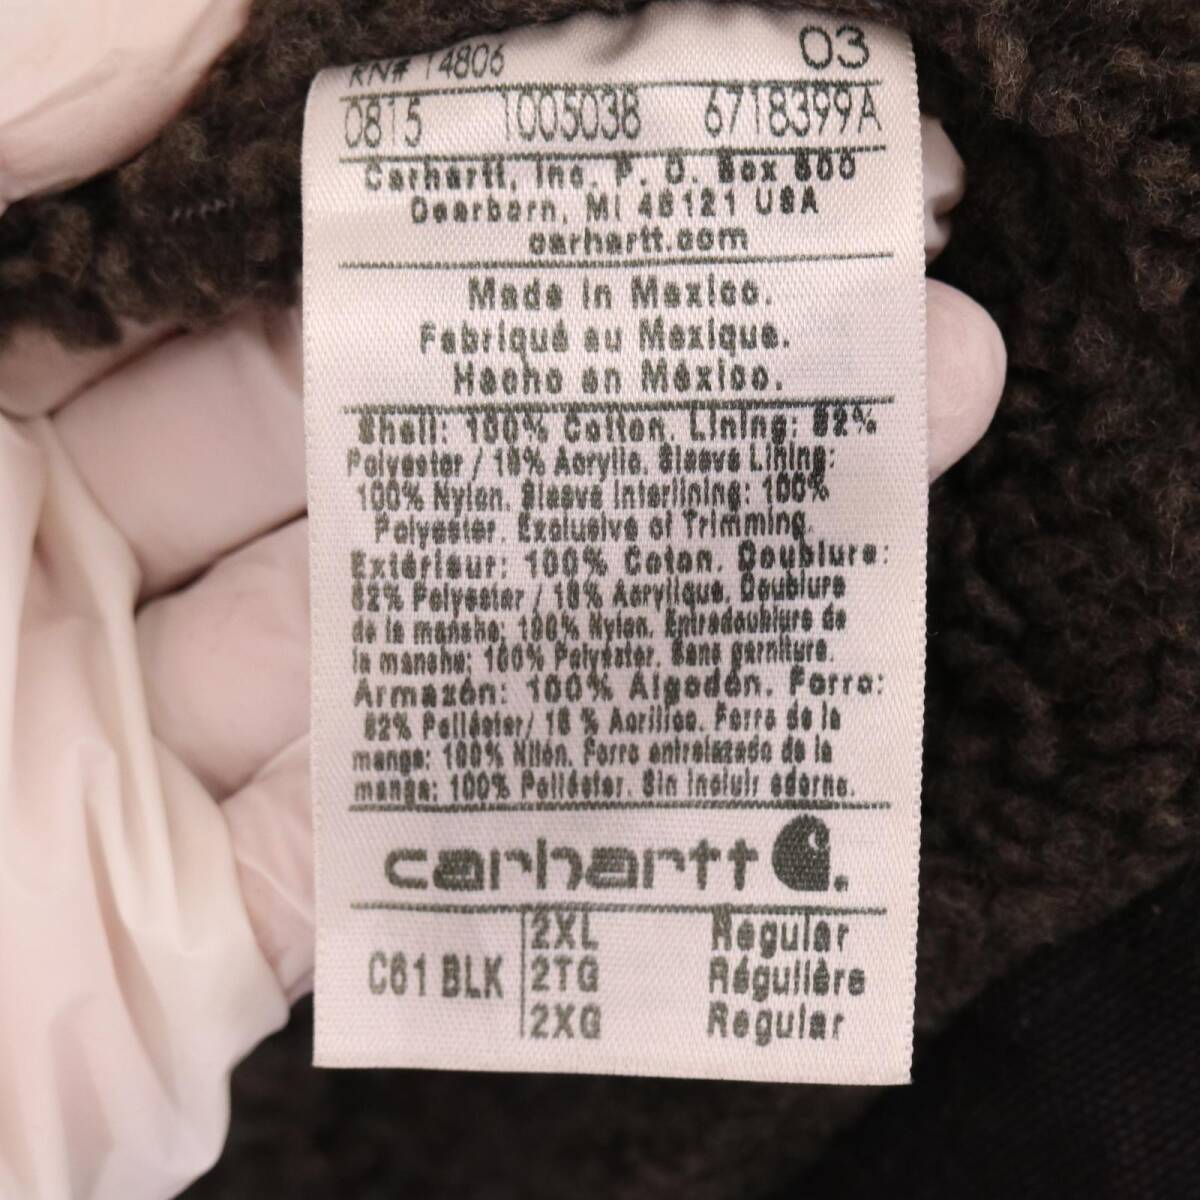 RN# 14806 03
0815 1005038 6718399A
Carhartt, Inc. P. O. Box 600
Dearborn, MI 48121 USA
carhartt.com
Made in Mexico.
Fabriqué au Mexique.
Hecho en México.
Shell: 100% Cotton. Lining: 82%
Polyester / 18% Acrylic. Sleeve Lining:
100% Nylon. Sleeve Interlining: 100%
Polyester. Exclusive of Trimming.
Extérieur: 100% Coton. Doublure:
82% Polyester / 18% Acrylique. Doublure
de la manche: 100% Nylon. Entredoublure de
la manche: 100% Polyester. Sans garniture.
Armazón: 100% Algodón. Forro:
82% Poliéster/ 18 % Acrílico. Forro de la
manga: 100% Nilón. Forro entrelazado de la
manga: 100% Poliéster. Sin incluir adorno.
carhartt
C61 BLK
2XL Regular
2TG Régulière
2XG Regular